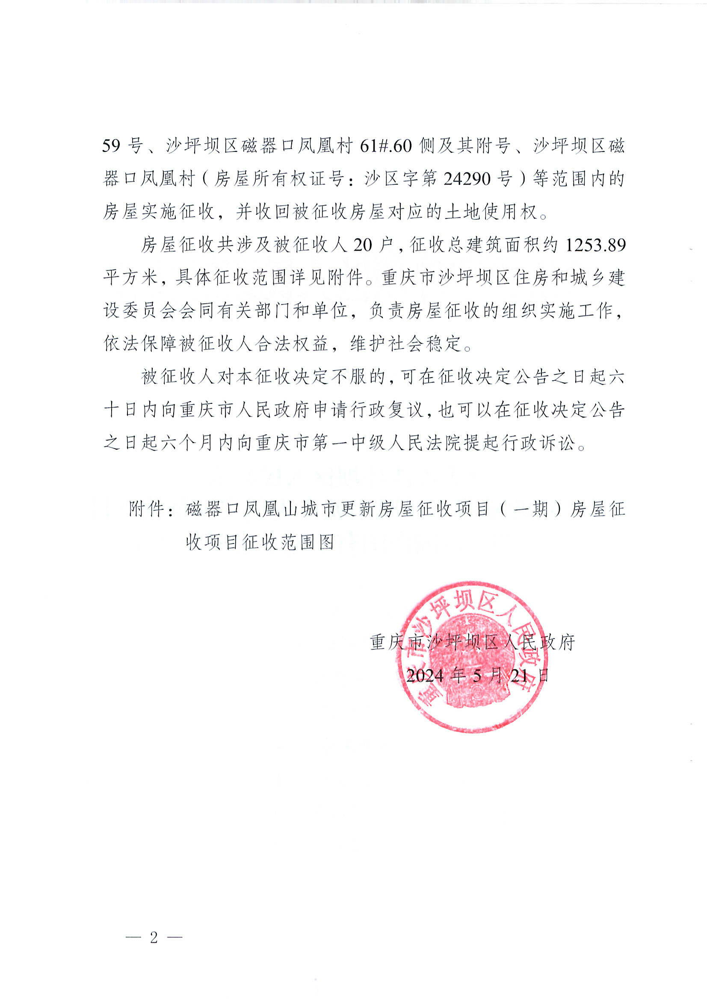 59 号、沙坪坝区磁器口凤凰村 61#.60 侧及其附号、沙坪坝区磁
器口凤凰村（房屋所有权证号：沙区字第 24290 号）等范围内的
房屋实施征收，并收回被征收房屋对应的土地使用权。
房屋征收共涉及被征收人 20 户，征收总建筑面积约 1253.89
平方米，具体征收范围详见附件。重庆市沙坪坝区住房和城乡建
设委员会会同有关部门和单位，负责房屋征收的组织实施工作，
依法保障被征收人合法权益，维护社会稳定。
被征收人对本征收决定不服的，可在征收决定公告之日起六
十日内向重庆市人民政府申请行政复议，也可以在征收决定公告
之日起六个月内向重庆市第一中级人民法院提起行政诉讼。
附件：磁器口凤凰山城市更新房屋征收项目（一期）房屋征
收项目征收范围图
重庆市沙坪坝区人民政府
重庆市沙坪坝区人民政府
2024 年 5 月 21 日
— 2 —